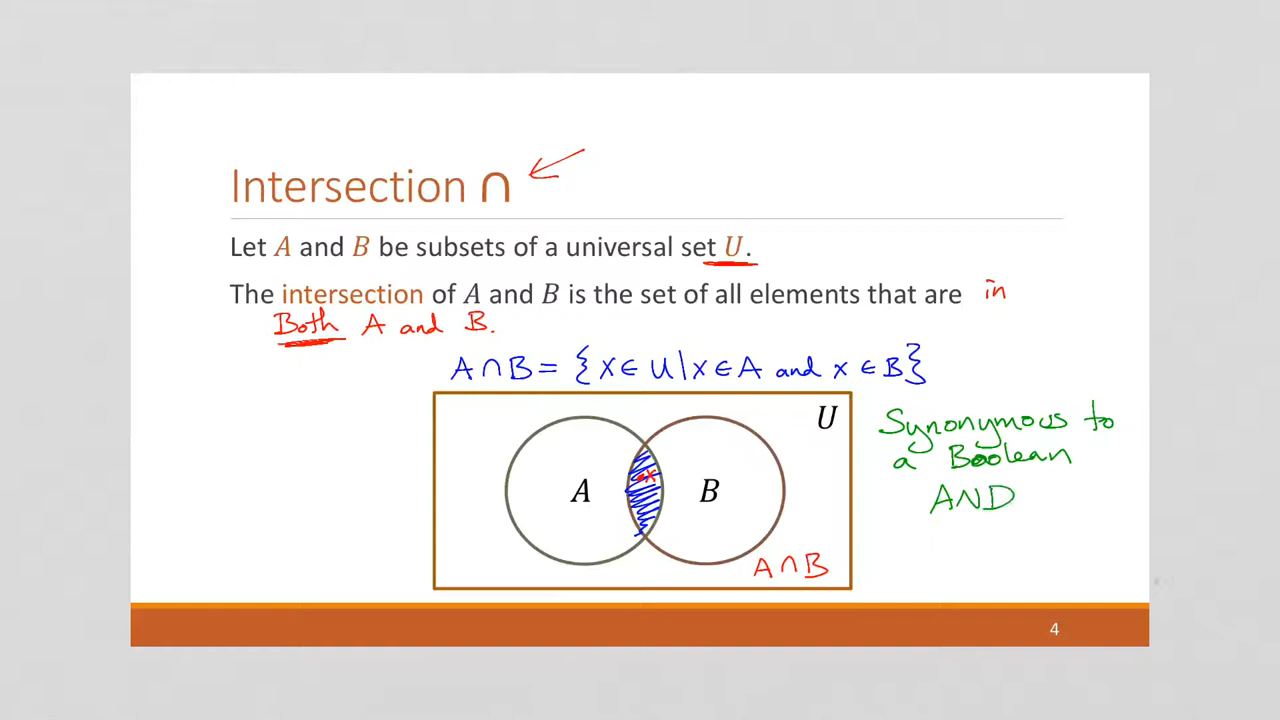 Intersection ∩
Let A and B be subsets of a universal set U.
The intersection of A and B is the set of all elements that are in
Both A and B.
A∩B = {x∈U|x∈A and x∈B}
U
Synonymous to
a Boolean
AND
A
x
B
A∩B
4